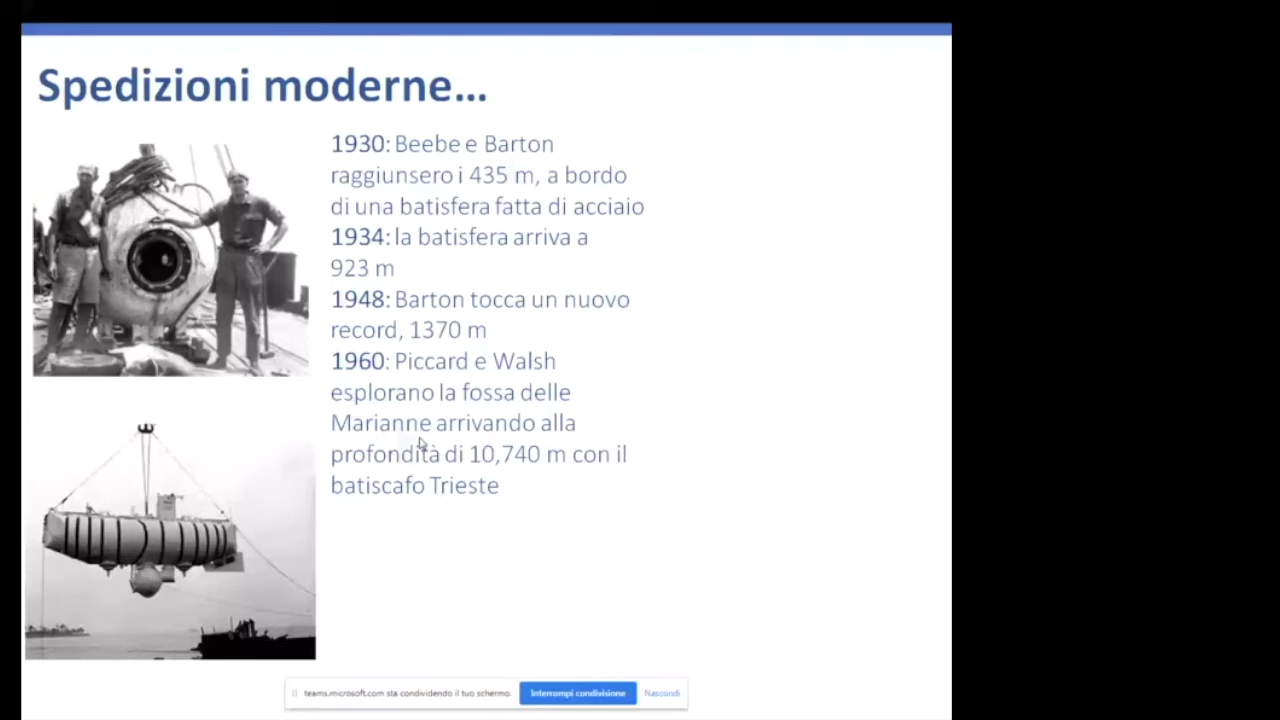 Spedizioni moderne...
1930: Beebe e Barton
raggiunsero i 435 m, a bordo
di una batisfera fatta di acciaio
1934: la batisfera arriva a
923 m
1948: Barton tocca un nuovo
record, 1370 m
1960: Piccard e Walsh
esplorano la fossa delle
Marianne arrivando alla
profondità di 10,740 m con il
batiscafo Trieste
teams.microsoft.com sta condividendo il tuo schermo. Interrompi condivisione Nascondi